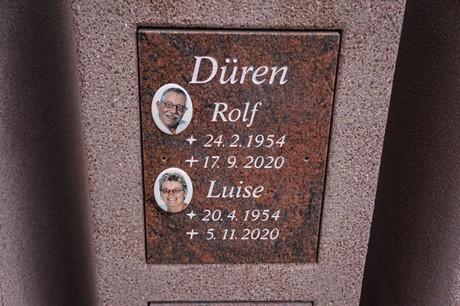 Düren
Rolf
✶ 24. 2. 1954
✝ 17. 9. 2020
Luise
✶ 20. 4. 1954
✝ 5. 11. 2020